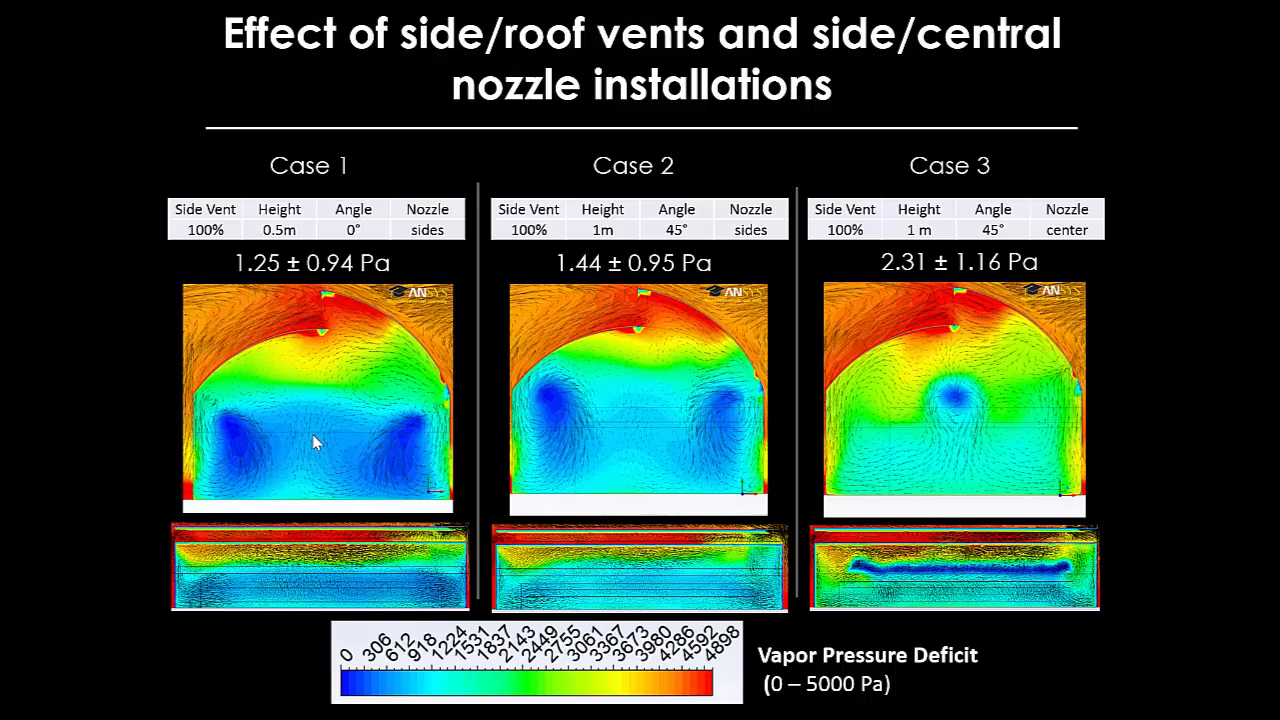 Effect of side/roof vents and side/central
nozzle installations
Case 1
Side Vent Height Angle Nozzle
100% 0.5m 0° sides
1.25 ± 0.94 Pa
ANSYS
Case 2
Side Vent Height Angle Nozzle
100% 1m 45° sides
1.44 ± 0.95 Pa
ANSYS
Case 3
Side Vent Height Angle Nozzle
100% 1 m 45° center
2.31 ± 1.16 Pa
ANSYS
0 306 612 918 1224 1531 1837 2143 2449 2755 3061 3367 3673 3980 4286 4592 4898
Vapor Pressure Deficit
(0 – 5000 Pa)